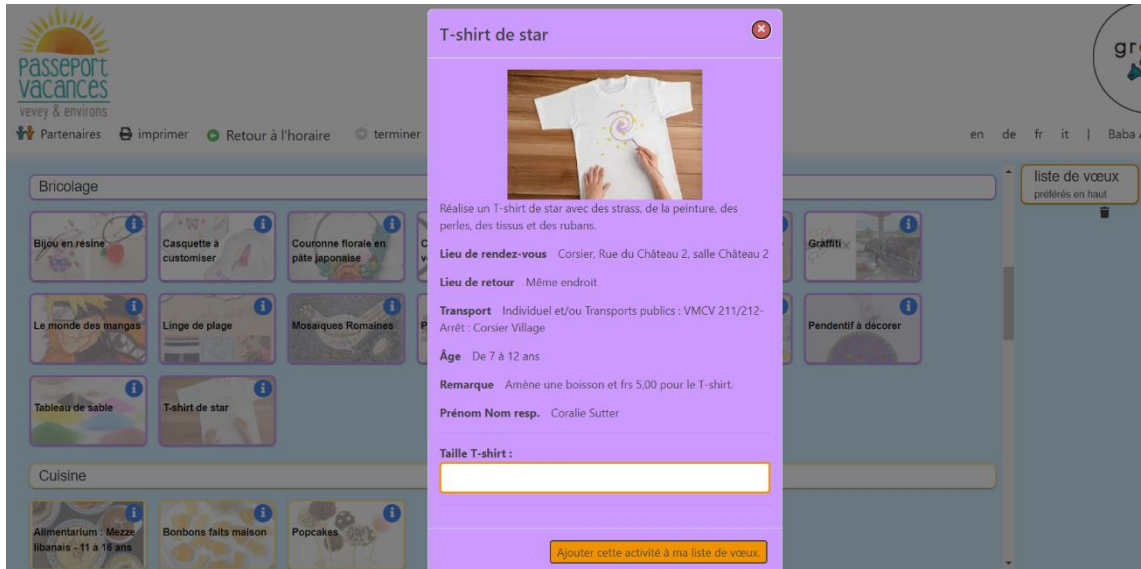 PASSEPORT
VACANCES
vevey & environs
Partenaires imprimer Retour à l'horaire terminer
en de fr it | Baba
liste de vœux
préférés en haut
Bricolage
Bijou en résine
Casquette à
customiser
Couronne florale en
pâte japonaise
Graffiti
Le monde des mangas
Linge de plage
Mosaïques Romaines
Pendentif à décorer
Tableau de sable
T-shirt de star
Cuisine
Alimentarium : Mezze
libanais - 11 à 16 ans
Bonbons faits maison
Popcakes
T-shirt de star
Réalise un T-shirt de star avec des strass, de la peinture, des
perles, des tissus et des rubans.
Lieu de rendez-vous Corsier, Rue du Château 2, salle Château 2
Lieu de retour Même endroit
Transport Individuel et/ou Transports publics : VMCV 211/212-
Arrêt : Corsier Village
Âge De 7 à 12 ans
Remarque Amène une boisson et frs 5,00 pour le T-shirt.
Prénom Nom resp. Coralie Sutter
Taille T-shirt :
Ajouter cette activité à ma liste de vœux.